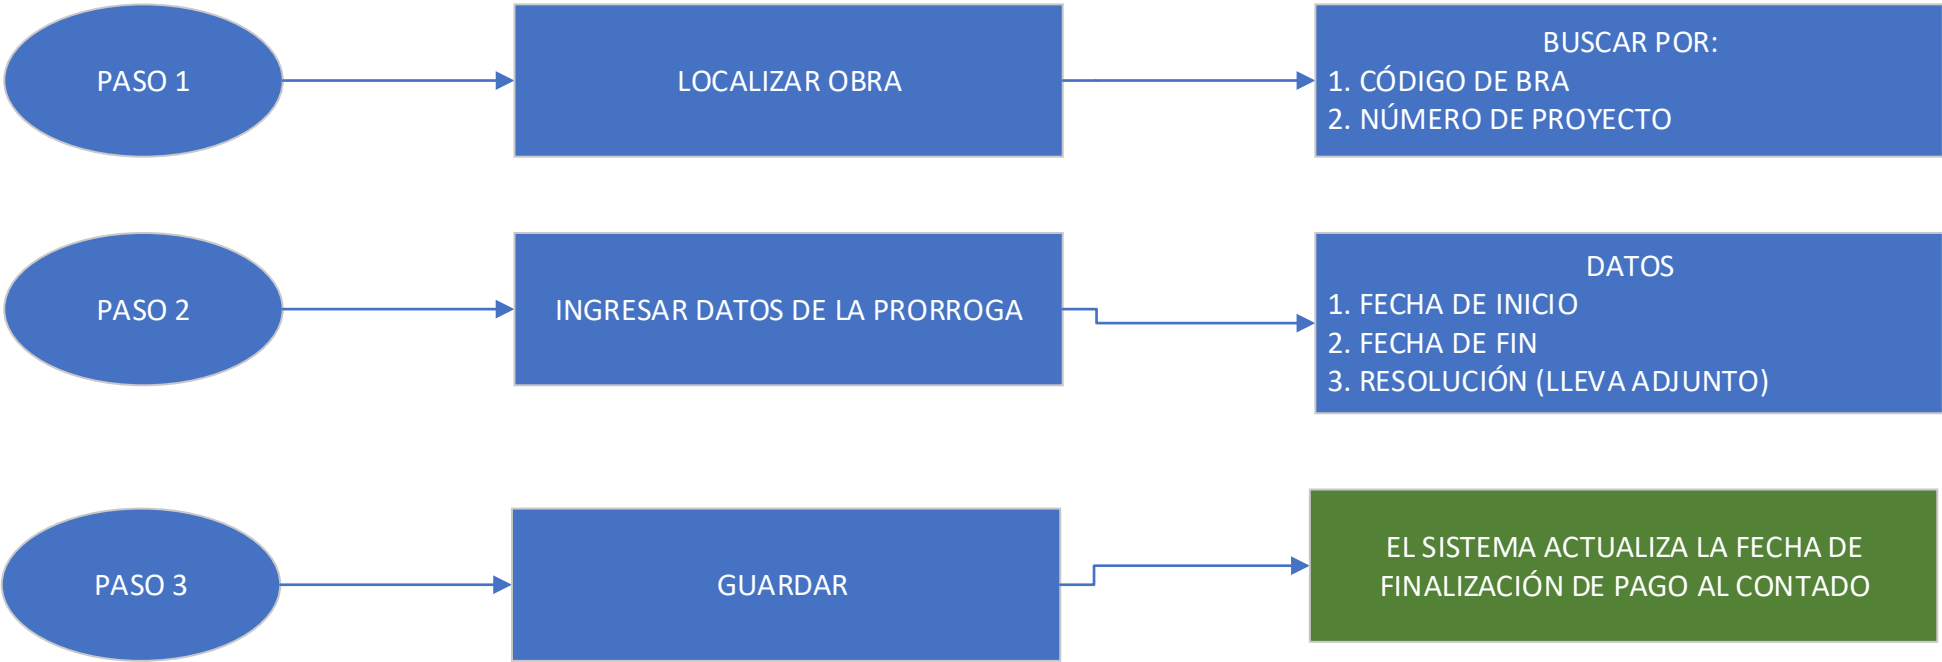 PASO 1
LOCALIZAR OBRA
BUSCAR POR:
1. CÓDIGO DE BRA
2. NÚMERO DE PROYECTO
PASO 2
INGRESAR DATOS DE LA PRORROGA
DATOS
1. FECHA DE INICIO
2. FECHA DE FIN
3. RESOLUCIÓN (LLEVA ADJUNTO)
PASO 3
GUARDAR
EL SISTEMA ACTUALIZA LA FECHA DE
FINALIZACIÓN DE PAGO AL CONTADO